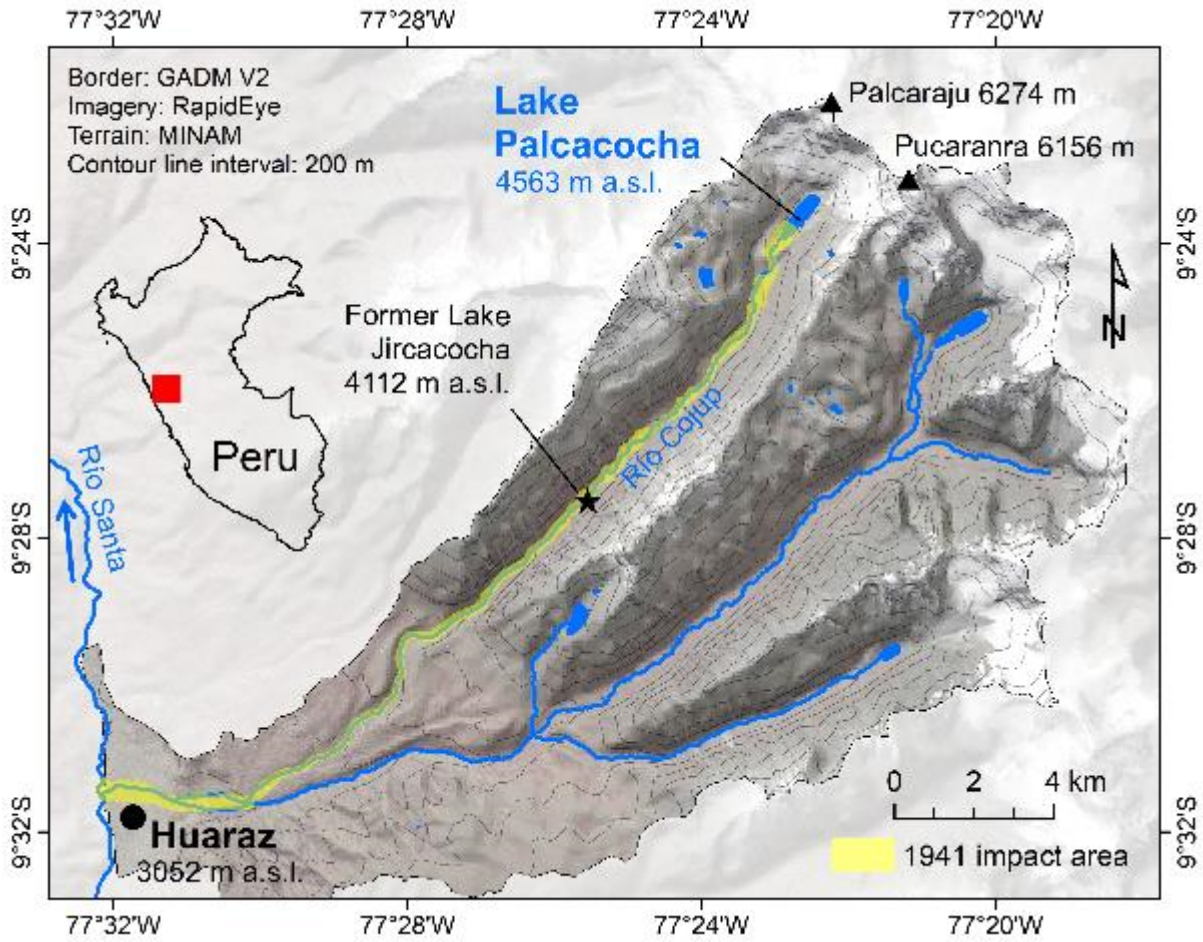 77°32'W 77°28'W 77°24'W 77°20'W
Border: GADM V2
Imagery: RapidEye
Terrain: MINAM
Contour line interval: 200 m
Lake
Palcacocha
4563 m a.s.l.
Palcaraju 6274 m
Pucaranra 6156 m
9°24'S
9°24'S
Former Lake
Jircacocha
4112 m a.s.l.
N
Peru
Río Cojup
Río Santa
9°28'S
9°28'S
0 2 4 km
Huaraz
3052 m a.s.l.
1941 impact area
9°32'S
9°32'S
77°32'W 77°28'W 77°24'W 77°20'W